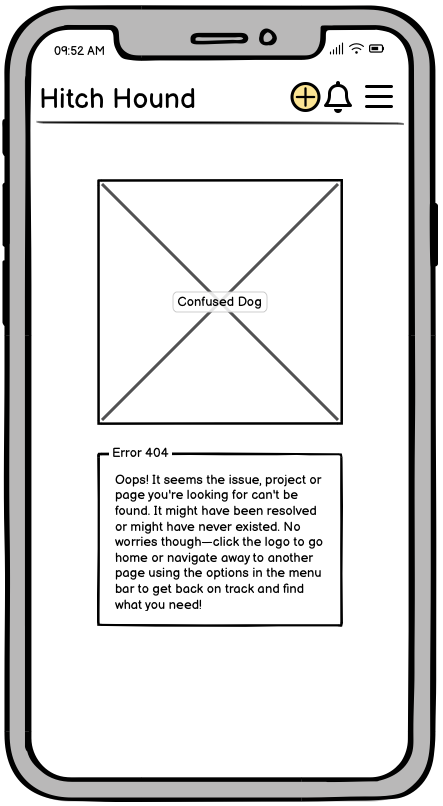 09:52 AM
Hitch Hound
Confused Dog
Error 404
Oops! It seems the issue, project or
page you're looking for can't be
found. It might have been resolved
or might have never existed. No
worries though—click the logo to go
home or navigate away to another
page using the options in the menu
bar to get back on track and find
what you need!